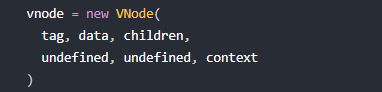 vnode = new VNode(
  tag, data, children,
  undefined, undefined, context
)